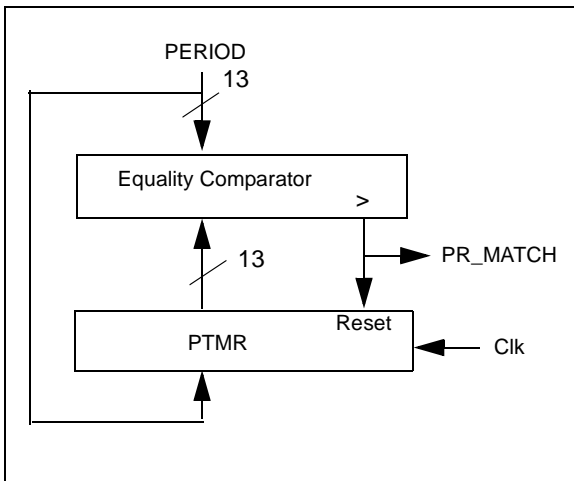 PERIOD
13
Equality Comparator
>
13
PR_MATCH
Reset
PTMR
Clk